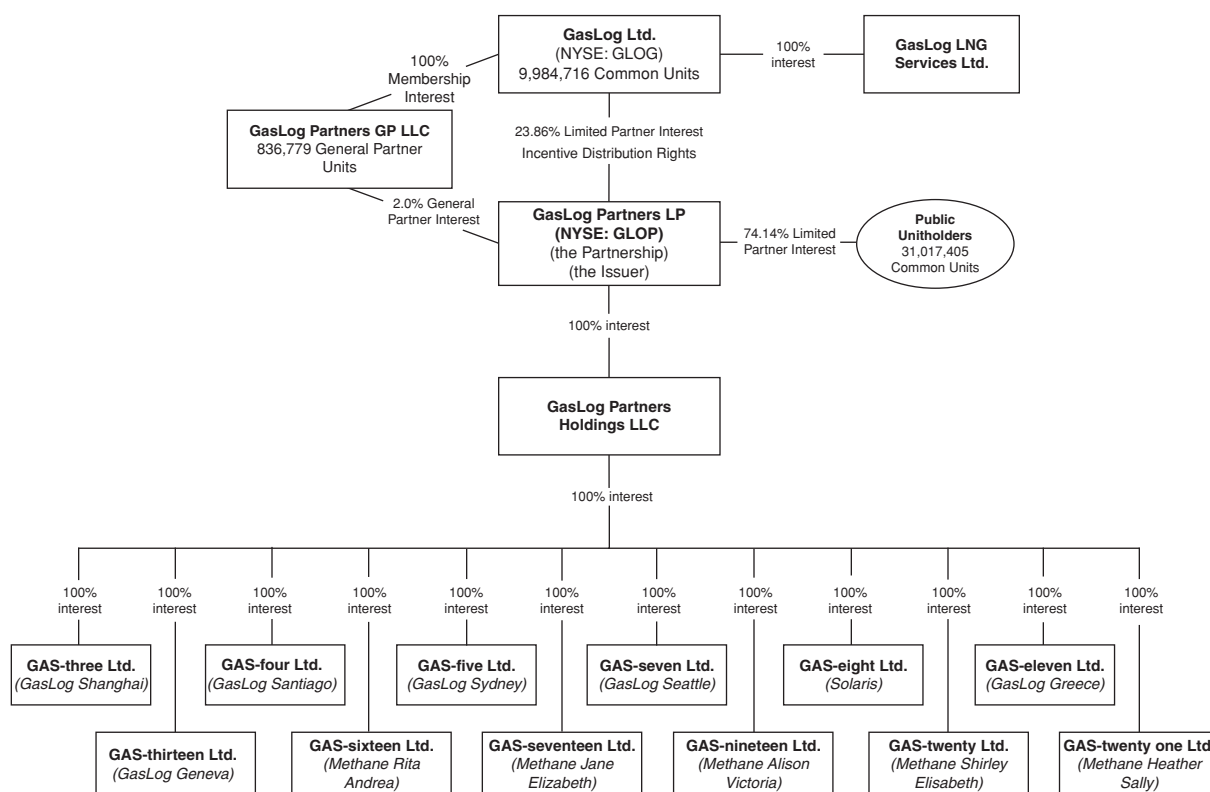 GasLog Ltd.
(NYSE: GLOG)
9,984,716 Common Units
100%
interest
GasLog LNG
Services Ltd.
100%
Membership
Interest
GasLog Partners GP LLC
836,779 General Partner
Units
23.86% Limited Partner Interest
Incentive Distribution Rights
2.0% General
Partner Interest
GasLog Partners LP
(NYSE: GLOP)
(the Partnership)
(the Issuer)
74.14% Limited
Partner Interest
Public
Unitholders
31,017,405
Common Units
100% interest
GasLog Partners
Holdings LLC
100% interest
100%
interest
100%
interest
100%
interest
100%
interest
100%
interest
100%
interest
100%
interest
100%
interest
100%
interest
100%
interest
100%
interest
100%
interest
GAS-three Ltd.
(GasLog Shanghai)
GAS-four Ltd.
(GasLog Santiago)
GAS-five Ltd.
(GasLog Sydney)
GAS-seven Ltd.
(GasLog Seattle)
GAS-eight Ltd.
(Solaris)
GAS-eleven Ltd.
(GasLog Greece)
GAS-thirteen Ltd.
(GasLog Geneva)
GAS-sixteen Ltd.
(Methane Rita
Andrea)
GAS-seventeen Ltd.
(Methane Jane
Elizabeth)
GAS-nineteen Ltd.
(Methane Alison
Victoria)
GAS-twenty Ltd.
(Methane Shirley
Elisabeth)
GAS-twenty one Ltd.
(Methane Heather
Sally)